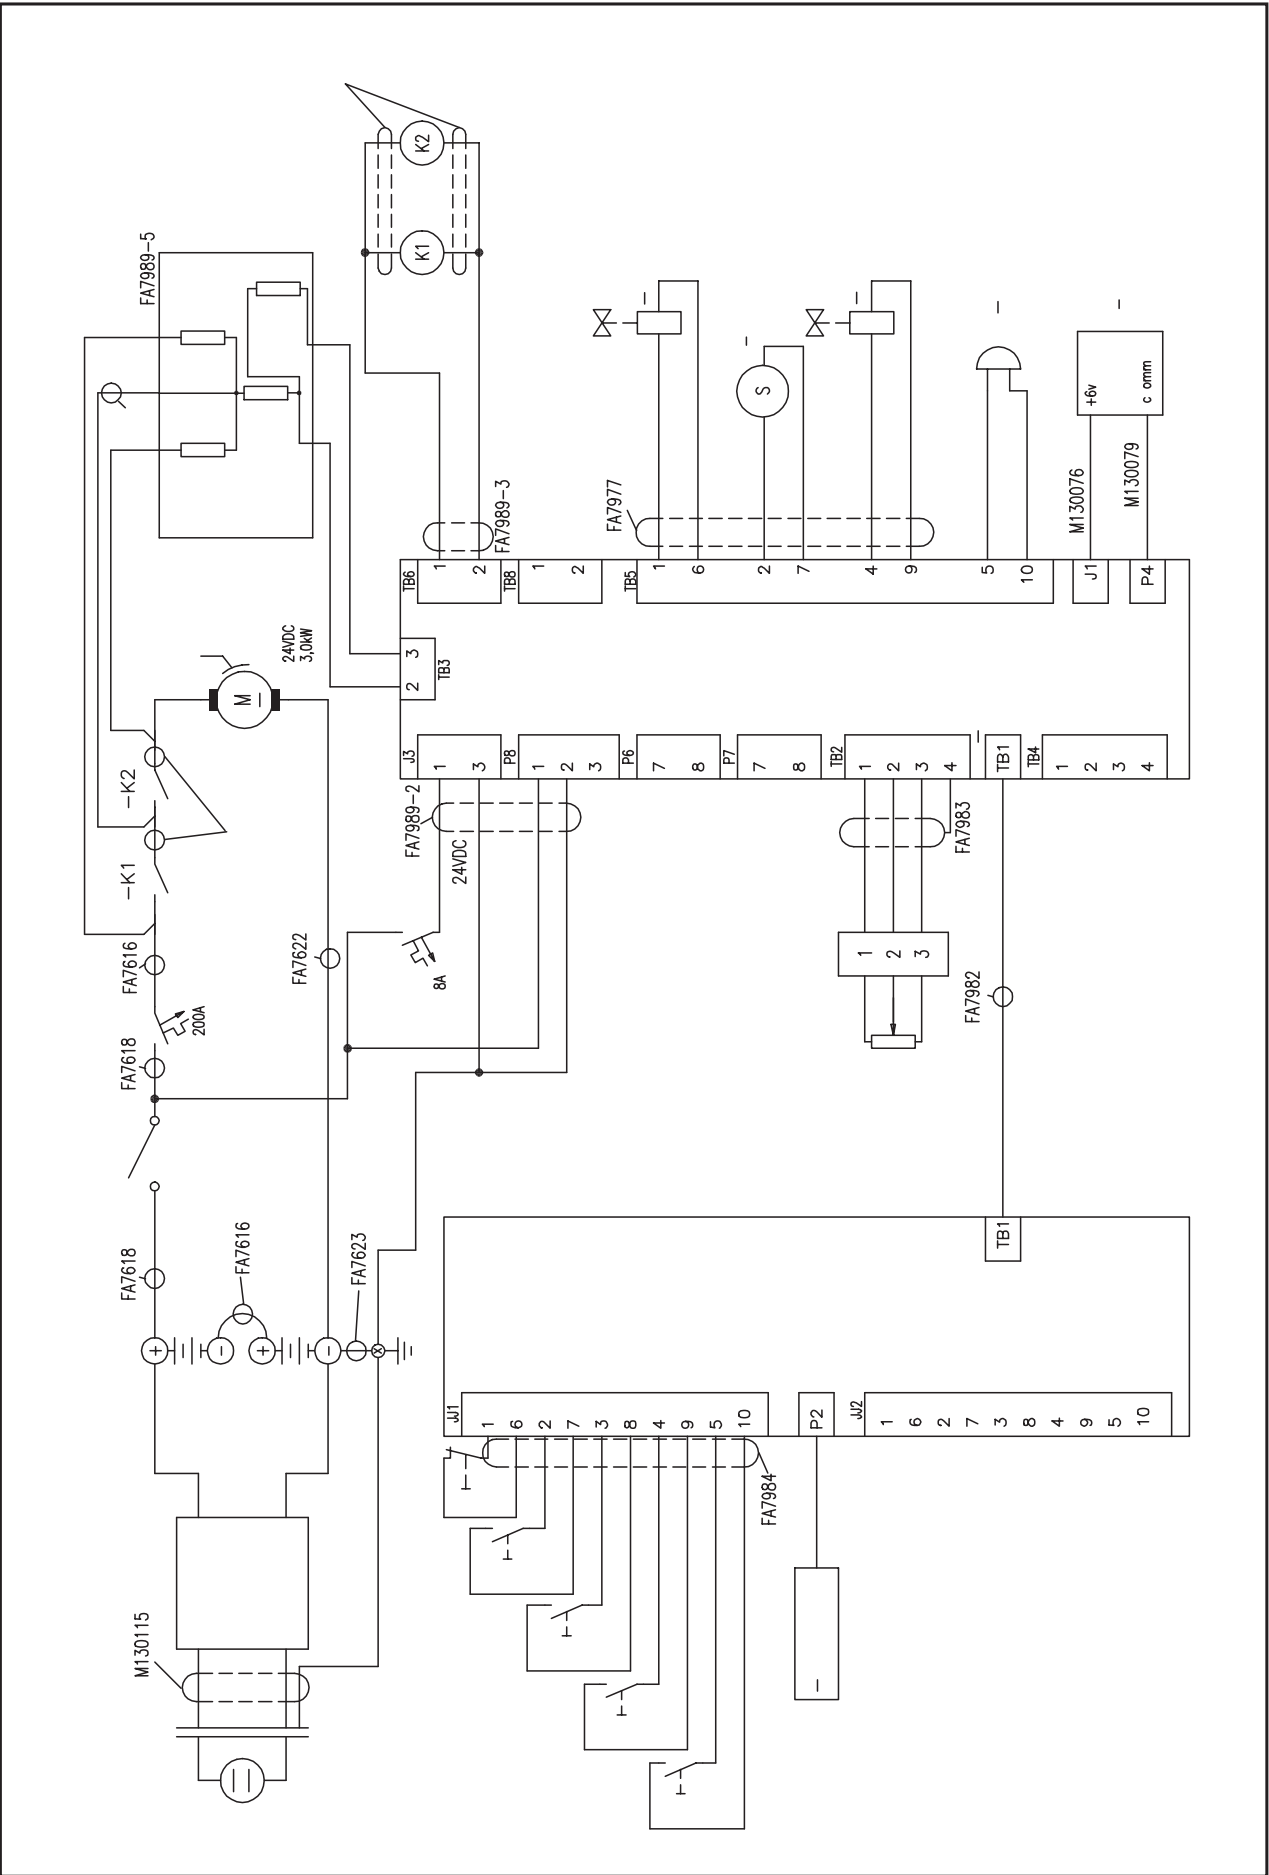 FA7989-5
K2
K1
FA7989-3
FA7977
S
+6v
c omm
M130076
M130079
TB6
1
2
TB8
1
2
TB5
1
6
2
7
4
9
5
10
J1
P4
24VDC
3,0kW
M
3
2
TB3
-K2
-K1
J3
1
3
P8
1
2
3
P6
7
8
P7
7
8
TB2
1
2
3
4
TB1
TB4
1
2
3
4
FA7989-2
24VDC
FA7983
FA7616
FA7622
8A
200A
FA7618
1
2
3
FA7982
FA7618
FA7616
FA7623
+
-
+
-
x
TB1
JJ1
1
6
2
7
3
8
4
9
5
10
P2
JJ2
1
6
2
7
3
8
4
9
5
10
FA7984
M130115